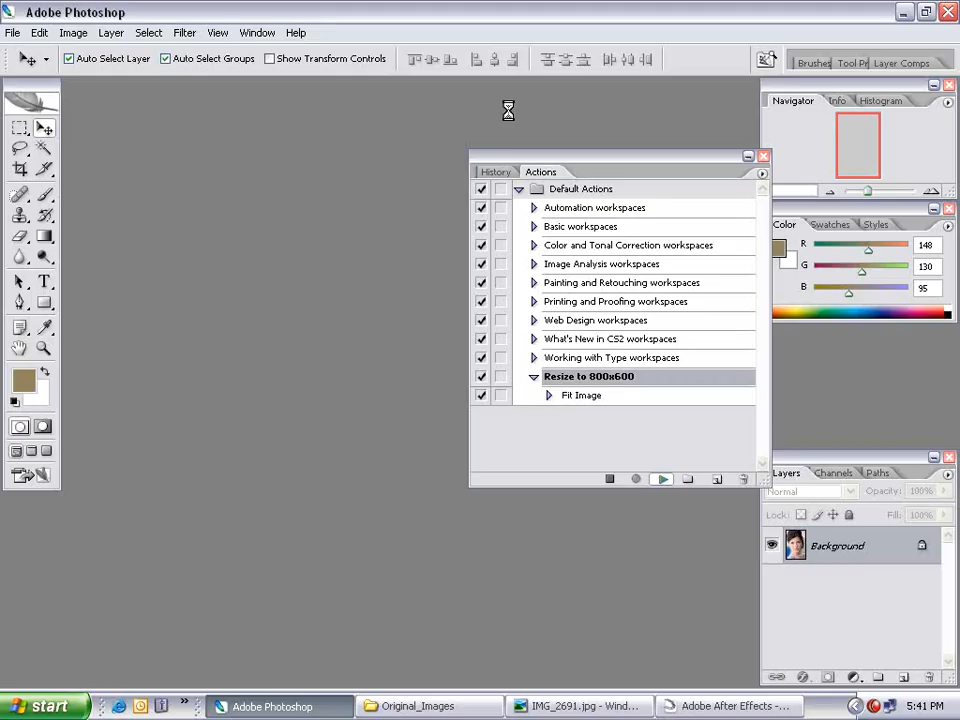 Adobe Photoshop
File Edit Image Layer Select Filter View Window Help
Auto Select Layer Auto Select Groups Show Transform Controls
Brushes Tool Pr Layer Comps
Navigator Info Histogram
History Actions
Default Actions
Automation workspaces
Basic workspaces
Color and Tonal Correction workspaces
Image Analysis workspaces
Painting and Retouching workspaces
Printing and Proofing workspaces
Web Design workspaces
What's New in CS2 workspaces
Working with Type workspaces
Resize to 800x600
Fit Image
Color Swatches Styles
R 148
G 130
B 95
Layers Channels Paths
Normal Opacity: 100%
Lock: Fill: 100%
Background
start Adobe Photoshop Original_Images IMG_2691.jpg - Wind... Adobe After Effects - ... 5:41 PM